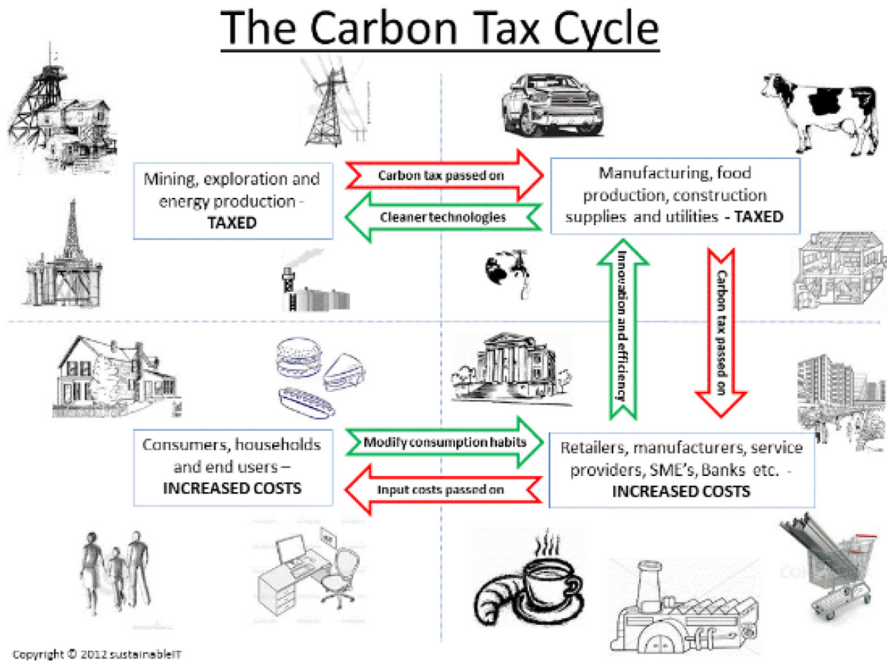 The Carbon Tax Cycle
Mining, exploration and
energy production -
TAXED
Carbon tax passed on
Cleaner technologies
Manufacturing, food
production, construction
supplies and utilities - TAXED
Innovation and efficiency
Carbon tax passed on
Consumers, households
and end users –
INCREASED COSTS
Modify consumption habits
Input costs passed on
Retailers, manufacturers, service
providers, SME's, Banks etc. -
INCREASED COSTS
Copyright © 2012 sustainableIT